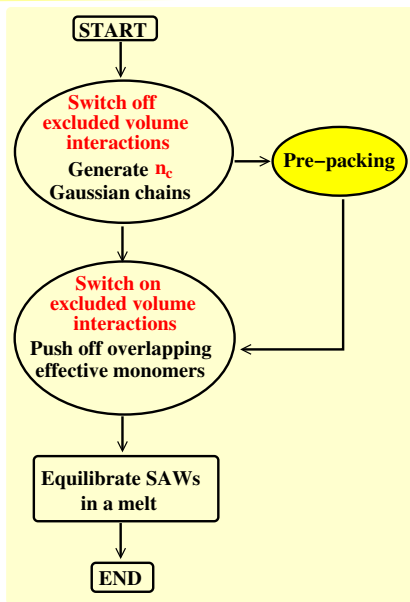 START
Switch off
excluded volume
interactions
Generate n_c
Gaussian chains
Pre−packing
Switch on
excluded volume
interactions
Push off overlapping
effective monomers
Equilibrate SAWs
in a melt
END